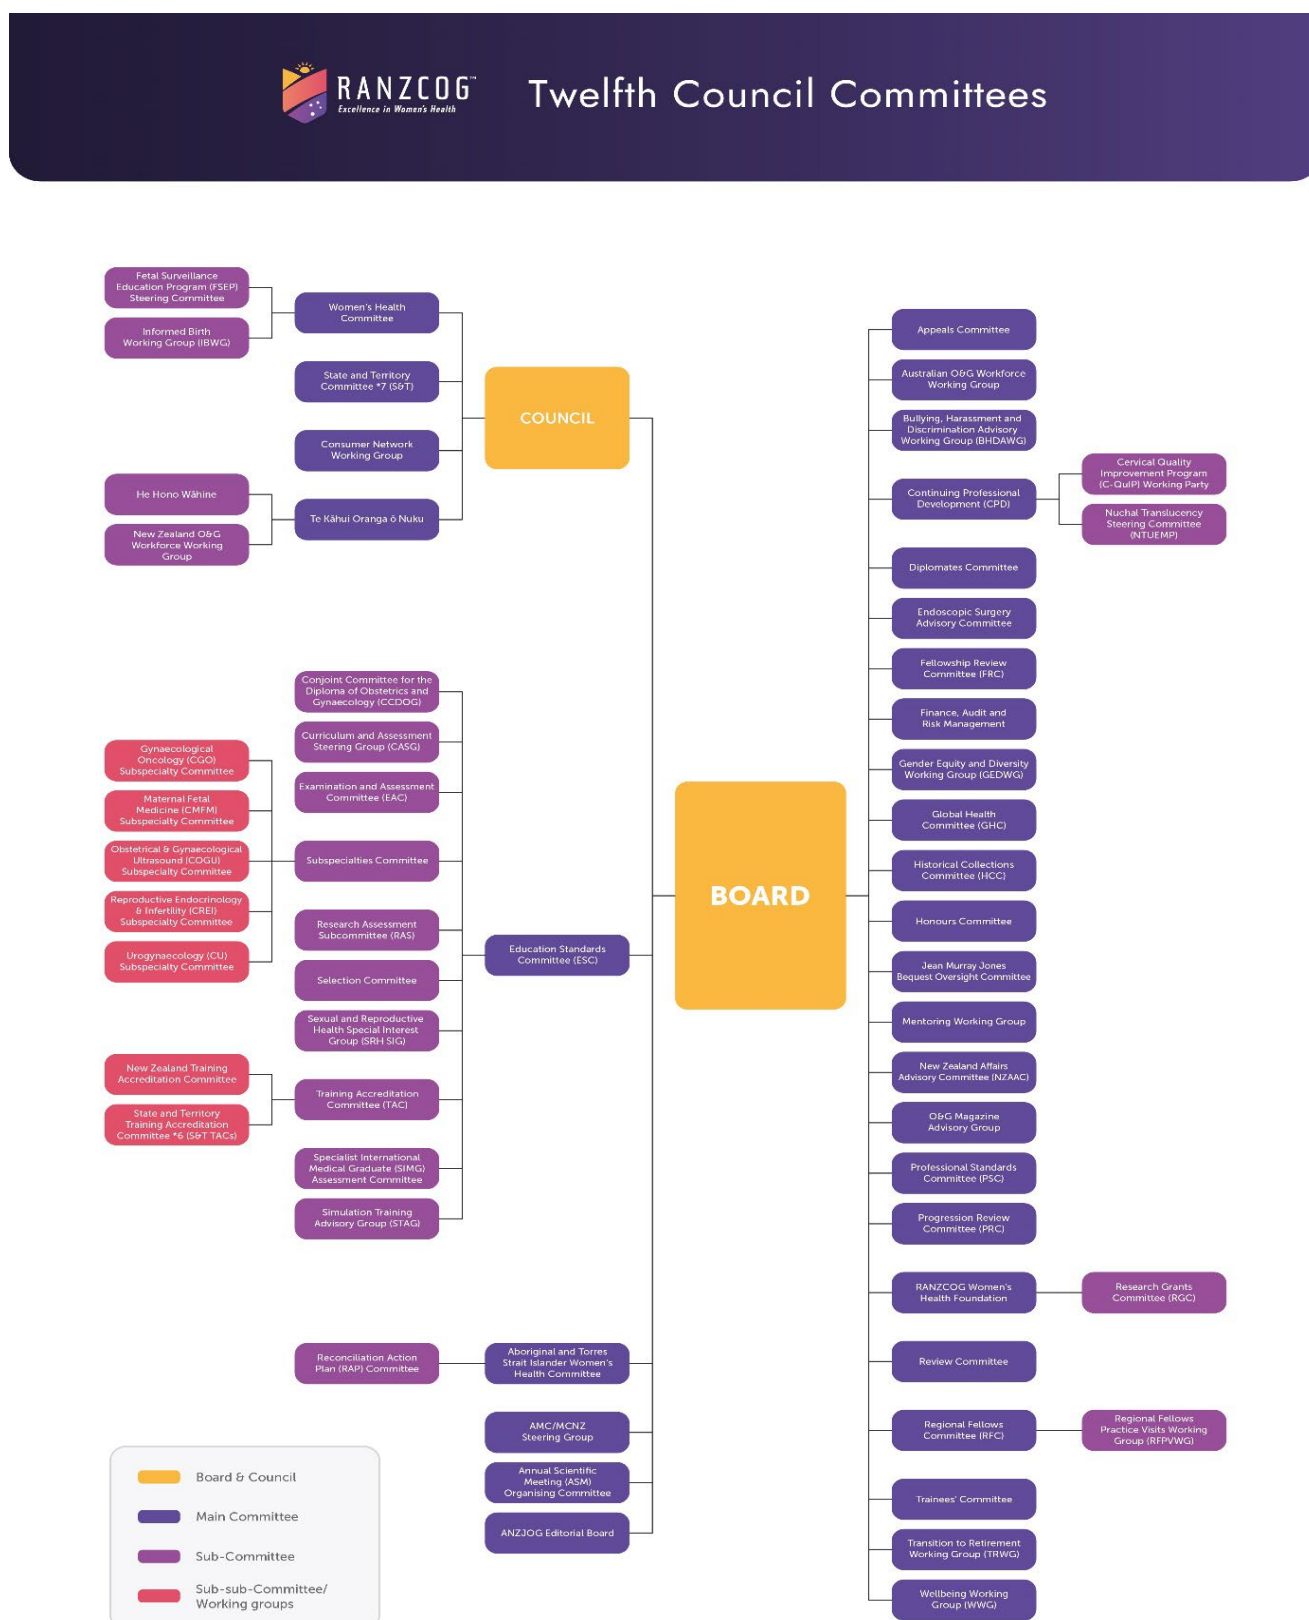 RANZCOG™
Excellence in Women's Health
Twelfth Council Committees
Fetal Surveillance
Education Program (FSEP)
Steering Committee
Informed Birth
Working Group (IBWG)
Women's Health
Committee
State and Territory
Committee *7 (S&T)
Consumer Network
Working Group
He Hono Wāhine
New Zealand O&G
Workforce Working
Group
Te Kāhui Oranga ō Nuku
COUNCIL
Conjoint Committee for the
Diploma of Obstetrics and
Gynaecology (CCDOG)
Curriculum and Assessment
Steering Group (CASG)
Examination and Assessment
Committee (EAC)
Gynaecological
Oncology (CGO)
Subspecialty Committee
Maternal Fetal
Medicine (CMFM)
Subspecialty Committee
Obstetrical & Gynaecological
Ultrasound (COGU)
Subspecialty Committee
Reproductive Endocrinology
& Infertility (CREI)
Subspecialty Committee
Urogynaecology (CU)
Subspecialty Committee
Subspecialties Committee
Research Assessment
Subcommittee (RAS)
Selection Committee
Sexual and Reproductive
Health Special Interest
Group (SRH SIG)
New Zealand Training
Accreditation Committee
State and Territory
Training Accreditation
Committee *6 (S&T TACs)
Training Accreditation
Committee (TAC)
Specialist International
Medical Graduate (SIMG)
Assessment Committee
Simulation Training
Advisory Group (STAG)
Education Standards
Committee (ESC)
Reconciliation Action
Plan (RAP) Committee
Aboriginal and Torres
Strait Islander Women's
Health Committee
AMC/MCNZ
Steering Group
Annual Scientific
Meeting (ASM)
Organising Committee
ANZJOG Editorial Board
BOARD
Appeals Committee
Australian O&G Workforce
Working Group
Bullying, Harassment and
Discrimination Advisory
Working Group (BHDAWG)
Continuing Professional
Development (CPD)
Cervical Quality
Improvement Program
(C-QuIP) Working Party
Nuchal Translucency
Steering Committee
(NTUEMP)
Diplomates Committee
Endoscopic Surgery
Advisory Committee
Fellowship Review
Committee (FRC)
Finance, Audit and
Risk Management
Gender Equity and Diversity
Working Group (GEDWG)
Global Health
Committee (GHC)
Historical Collections
Committee (HCC)
Honours Committee
Jean Murray Jones
Bequest Oversight Committee
Mentoring Working Group
New Zealand Affairs
Advisory Committee (NZAAC)
O&G Magazine
Advisory Group
Professional Standards
Committee (PSC)
Progression Review
Committee (PRC)
RANZCOG Women's
Health Foundation
Research Grants
Committee (RGC)
Review Committee
Regional Fellows
Committee (RFC)
Regional Fellows
Practice Visits Working
Group (RFPVWG)
Trainees' Committee
Transition to Retirement
Working Group (TRWG)
Wellbeing Working
Group (WWG)
Board & Council
Main Committee
Sub-Committee
Sub-sub-Committee/
Working groups